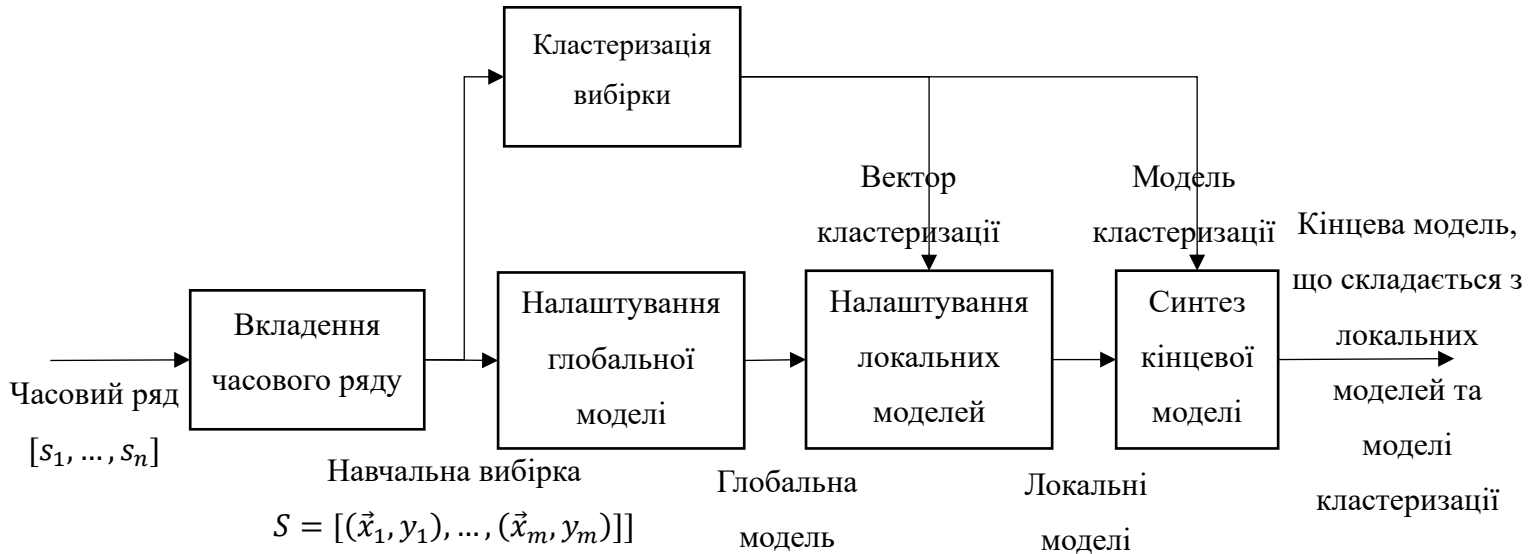 Кластеризація
вибірки
Вектор
кластеризації
Модель
кластеризації
Вкладення
часового ряду
Налаштування
глобальної
моделі
Налаштування
локальних
моделей
Синтез
кінцевої
моделі
Кінцева модель,
що складається з
локальних
моделей та
моделі
кластеризації
Часовий ряд
[𝑠₁, … , 𝑠ₙ]
Навчальна вибірка
𝑆 = [(𝑥⃗₁, 𝑦₁), … , (𝑥⃗ₘ, 𝑦ₘ)]]
Глобальна
модель
Локальні
моделі